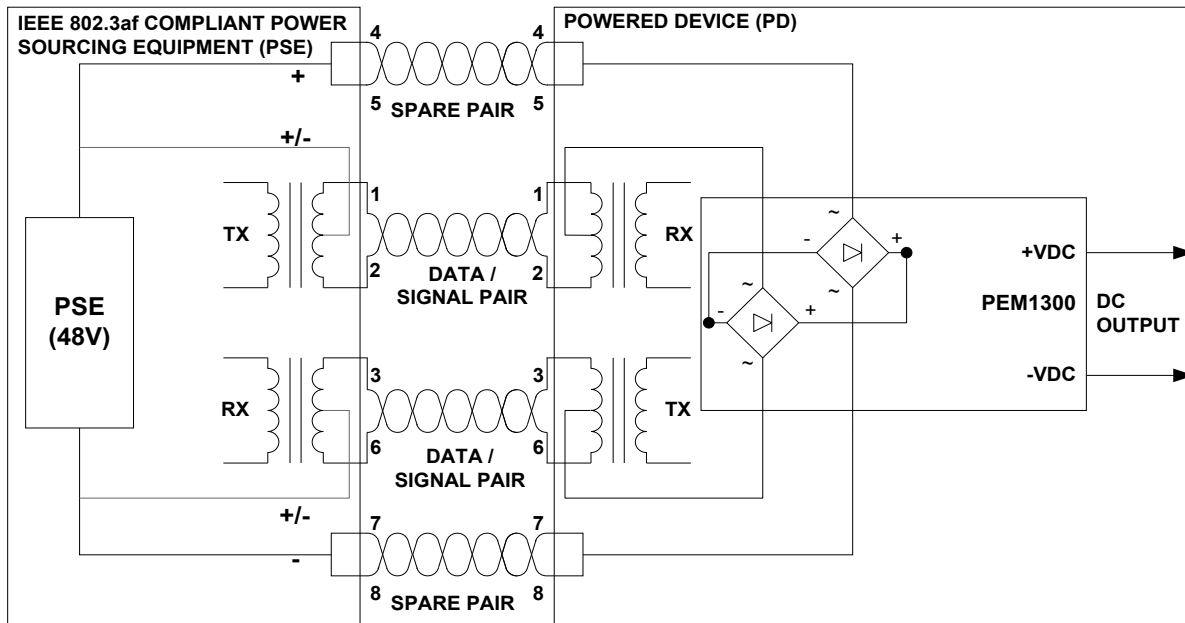 IEEE 802.3af COMPLIANT POWER
SOURCING EQUIPMENT (PSE)
POWERED DEVICE (PD)
4
4
+
5
5
SPARE PAIR
+/-
1
1
TX
RX
2
2
DATA /
SIGNAL PAIR
PSE
(48V)
~
-
+
~
~
-
+
~
+VDC
PEM1300
DC
OUTPUT
-VDC
3
3
RX
TX
6
6
DATA /
SIGNAL PAIR
+/-
7
7
-
8
8
SPARE PAIR